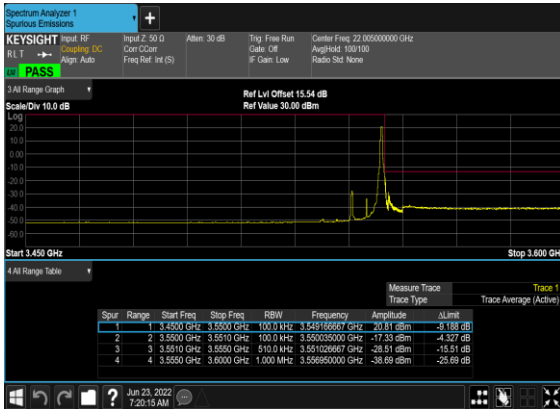 Spectrum Analyzer 1
Spurious Emissions
KEYSIGHT Input: RF Input Z: 50 Ω Atten: 30 dB Trig: Free Run Center Freq: 22.005000000 GHz
R L T Coupling: DC Corr CCorr Gate: Off Avg|Hold: 100/100
Align: Auto Freq Ref: Int (S) IF Gain: Low Radio Std: None
PASS
3 All Range Graph
Ref Lvl Offset 15.54 dB
Scale/Div 10.0 dB Ref Value 30.00 dBm
Log
20.0
10.0
0.00
-10.0
-20.0
-30.0
-40.0
-50.0
-60.0
Start 3.450 GHz Stop 3.600 GH
4 All Range Table
Measure Trace Trace 1
Trace Type Trace Average (Active)
Spur Range Start Freq Stop Freq RBW Frequency Amplitude ΔLimit
1 1 3.4500 GHz 3.5500 GHz 100.0 kHz 3.549166667 GHz 20.81 dBm -9.188 dB
2 2 3.5500 GHz 3.5510 GHz 100.0 kHz 3.550035000 GHz -17.33 dBm -4.327 dB
3 3 3.5510 GHz 3.5550 GHz 510.0 kHz 3.551026667 GHz -28.51 dBm -15.51 dB
4 4 3.5550 GHz 3.6000 GHz 1.000 MHz 3.556950000 GHz -38.69 dBm -25.69 dB
? Jun 23, 2022
7:20:15 AM